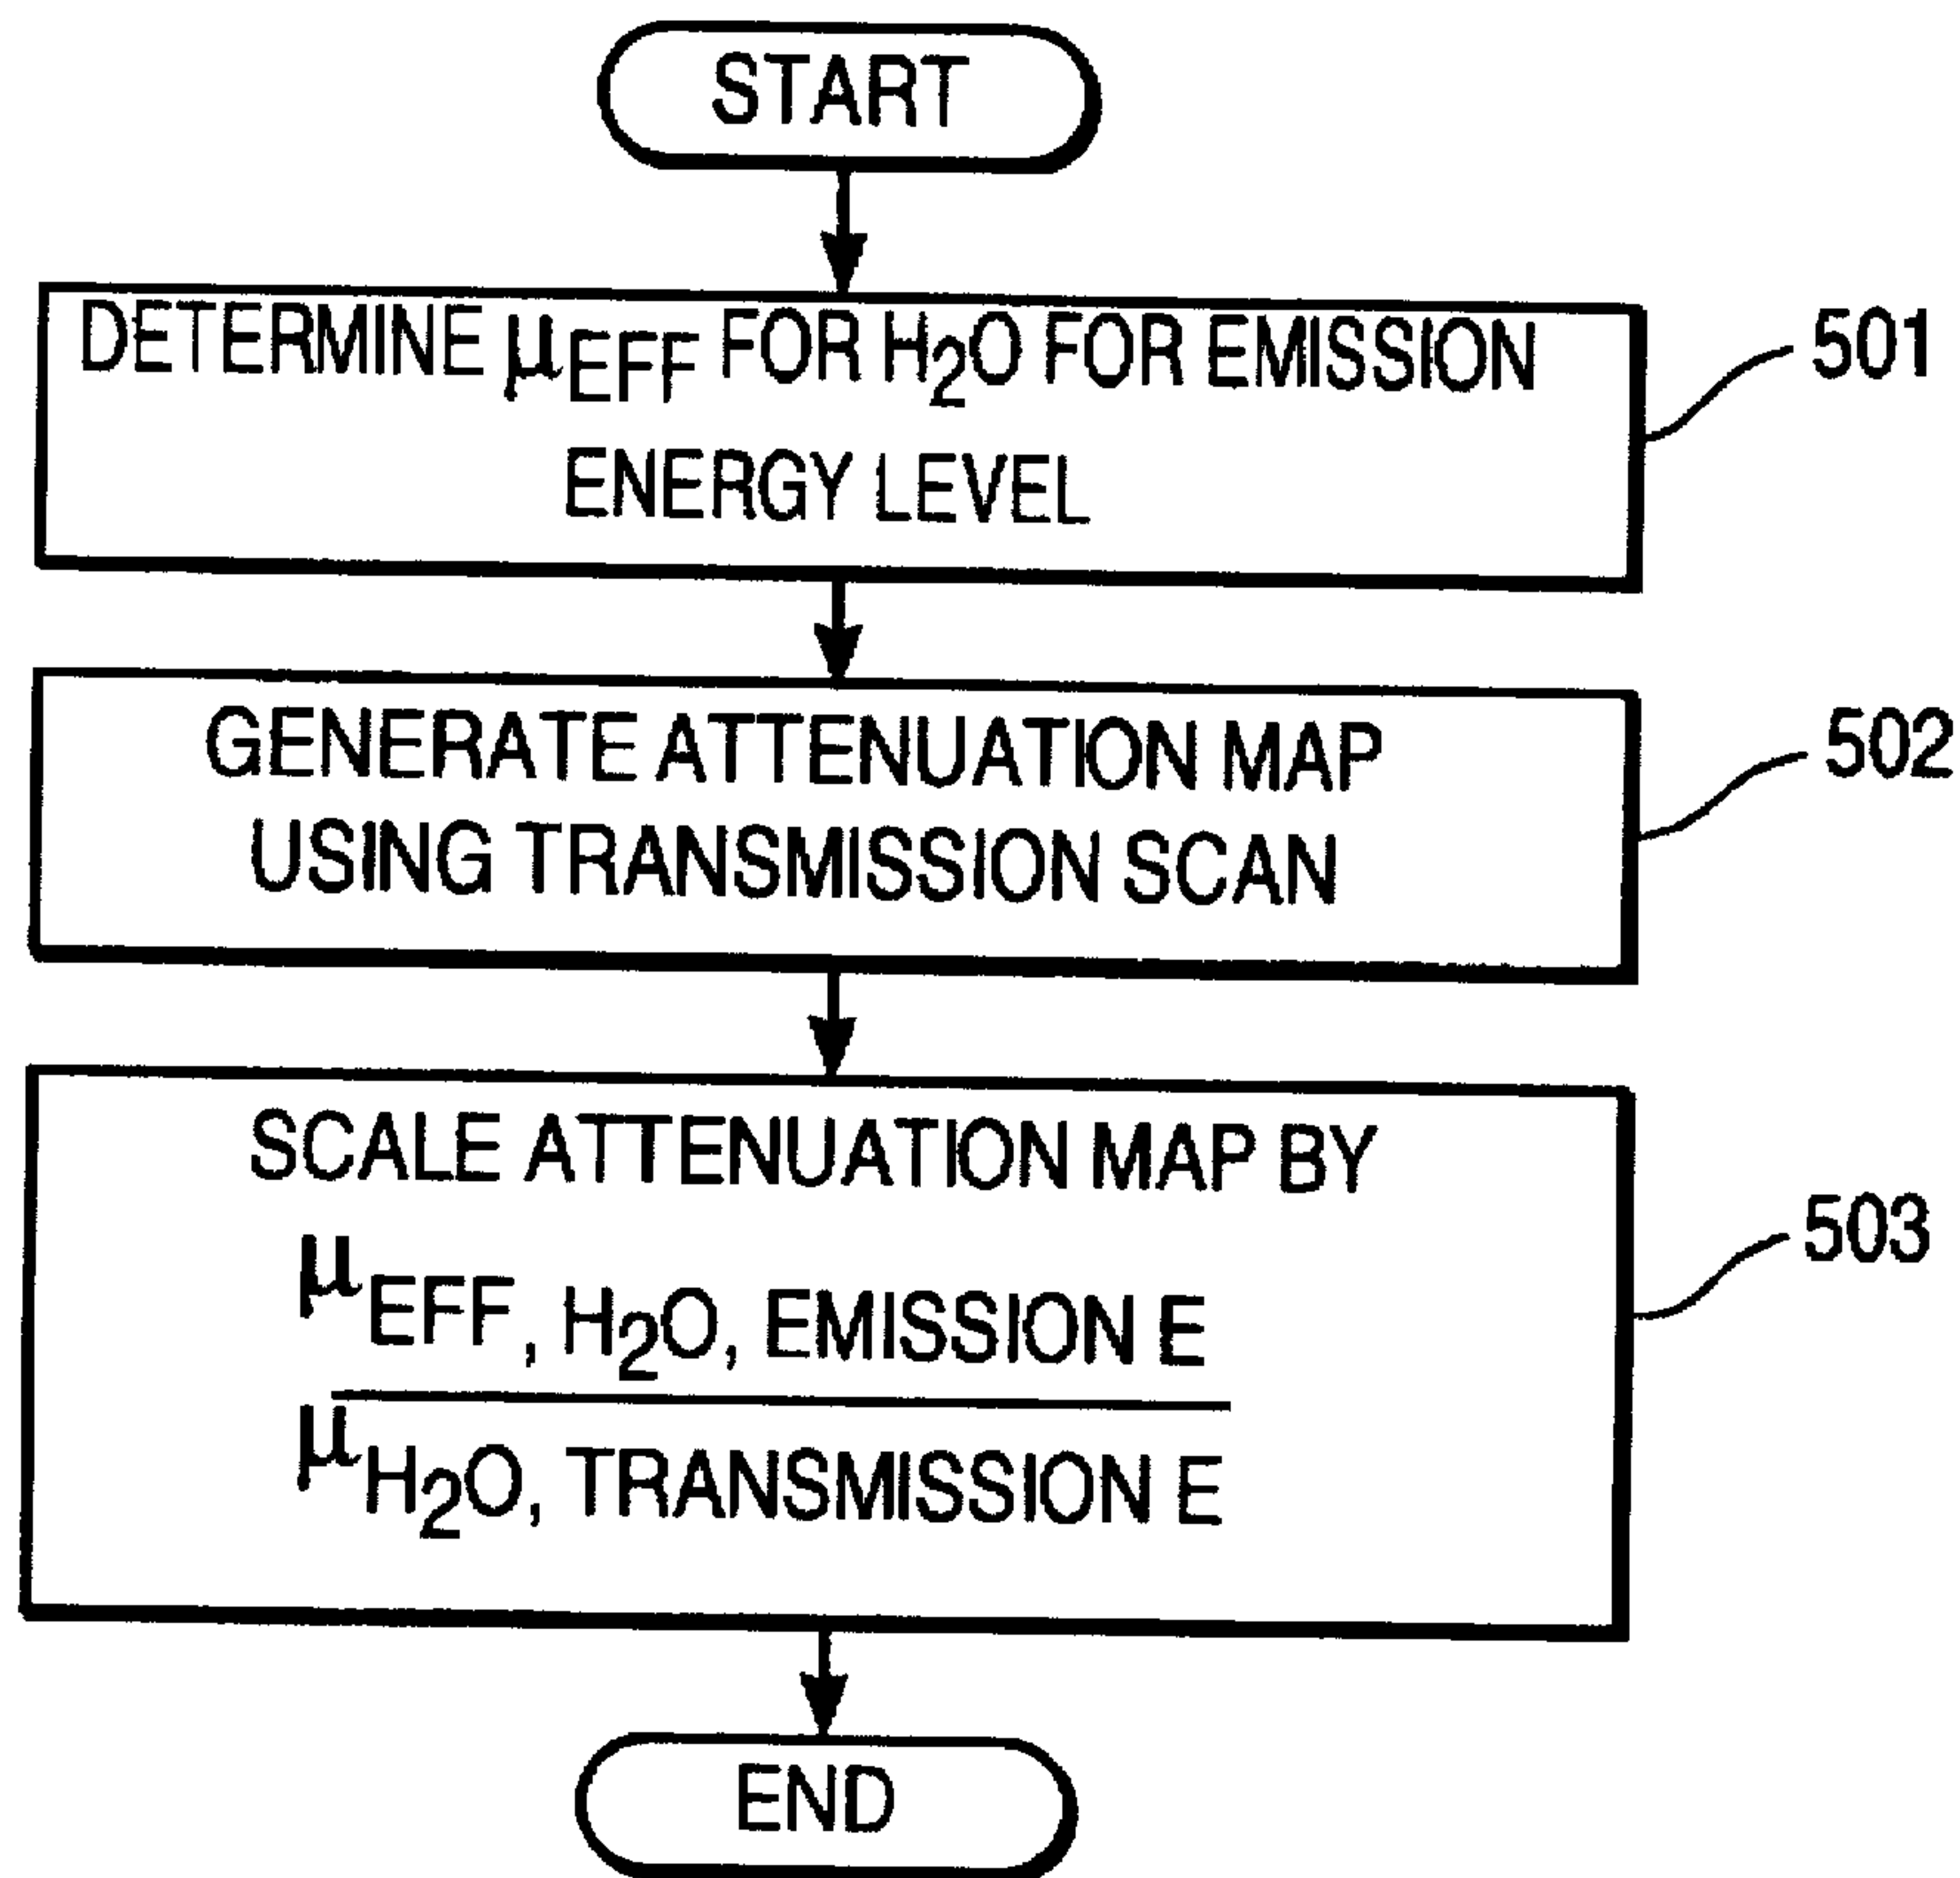 START
DETERMINE μEFF FOR H2O FOR EMISSION
ENERGY LEVEL
501
GENERATE ATTENUATION MAP
USING TRANSMISSION SCAN
502
SCALE ATTENUATION MAP BY
μEFF, H2O, EMISSION E
μH2O, TRANSMISSION E
503
END